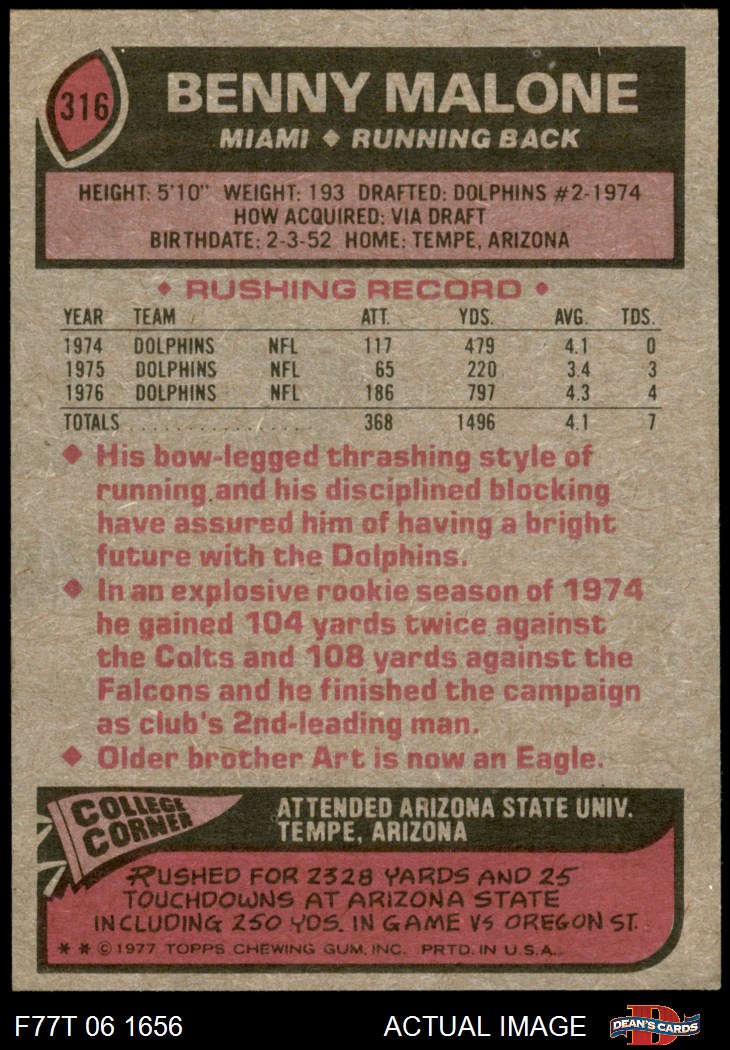 316
BENNY MALONE
MIAMI ◆ RUNNING BACK
HEIGHT: 5'10" WEIGHT: 193 DRAFTED: DOLPHINS #2-1974
HOW ACQUIRED: VIA DRAFT
BIRTHDATE: 2-3-52 HOME: TEMPE, ARIZONA
◆ RUSHING RECORD ◆
YEAR TEAM ATT. YDS. AVG. TDS.
1974 DOLPHINS NFL 117 479 4.1 0
1975 DOLPHINS NFL 65 220 3.4 3
1976 DOLPHINS NFL 186 797 4.3 4
TOTALS . . . . . . . . . . . . . . . . 368 1496 4.1 7
◆ His bow-legged thrashing style of
running and his disciplined blocking
have assured him of having a bright
future with the Dolphins.
◆ In an explosive rookie season of 1974
he gained 104 yards twice against
the Colts and 108 yards against the
Falcons and he finished the campaign
as club's 2nd-leading man.
◆ Older brother Art is now an Eagle.
COLLEGE
CORNER
ATTENDED ARIZONA STATE UNIV.
TEMPE, ARIZONA
RUSHED FOR 2328 YARDS AND 25
TOUCHDOWNS AT ARIZONA STATE
INCLUDING 250 YDS. IN GAME VS OREGON ST.
* * © 1977 TOPPS CHEWING GUM, INC. PRTD. IN U.S.A.
F77T 06 1656
ACTUAL IMAGE
D
DEAN'S CARDS